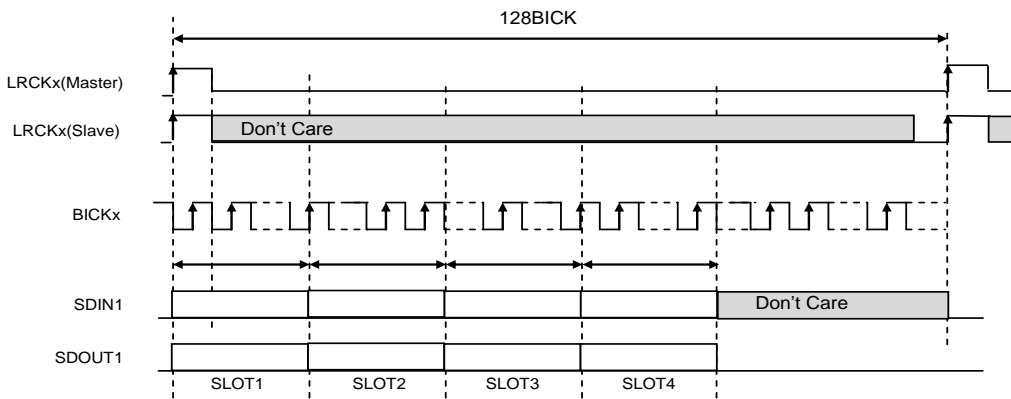 128BICK
LRCKx(Master)
LRCKx(Slave)
Don't Care
BICKx
SDIN1
Don't Care
SDOUT1
SLOT1 SLOT2 SLOT3 SLOT4